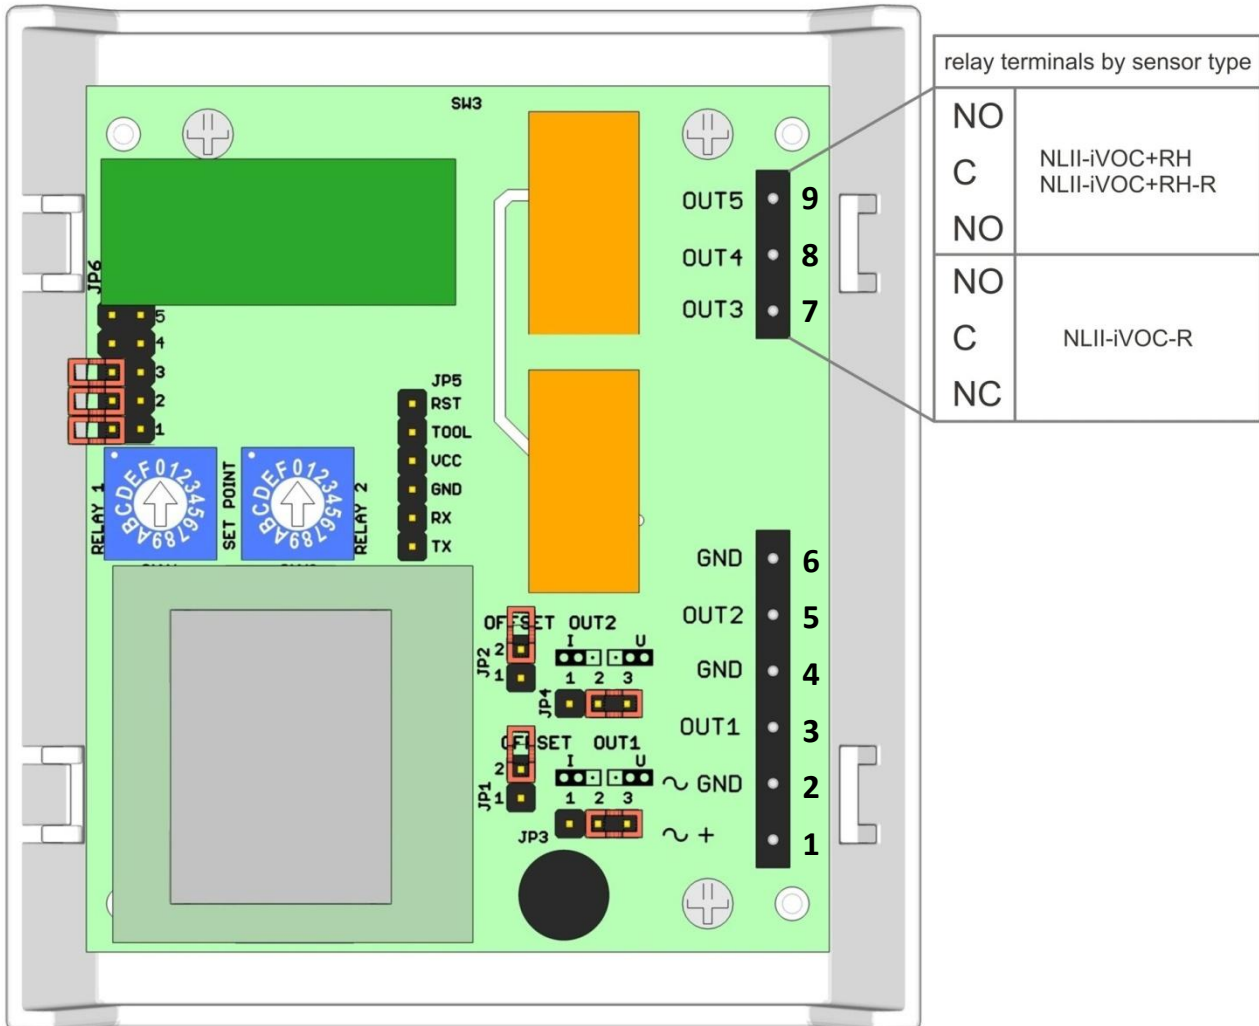 relay terminals by sensor type
NO
C
NO
NLII-iVOC+RH
NLII-iVOC+RH-R
NO
C
NC
NLII-iVOC-R
SW3
OUT5 9
OUT4 8
OUT3 7
JP6
5
4
3
2
1
JP5
RST
TOOL
VCC
GND
RX
TX
RELAY 1
0123456789ABCDEF
SET POINT
0123456789ABCDEF
RELAY 2
GND 6
OUT2 5
GND 4
OUT1 3
~ GND 2
~ + 1
OFFSET OUT2
I U
JP2
2
1
1 2 3
JP4
OFFSET OUT1
I U
JP1
2
1
1 2 3
JP3